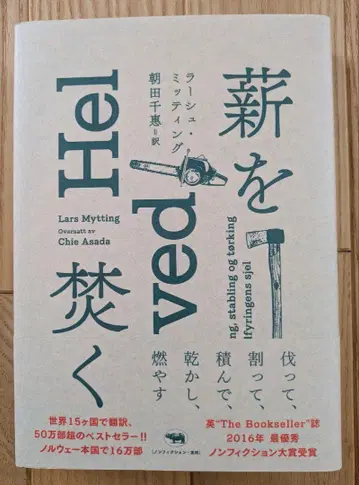 薪を
焚く
ラーシュ・
ミッティング
朝田千惠=訳
Hel
ved
Lars Mytting
Oversatt av
Chie Asada
ng, stabling og tørking
lfyringens sjel
伐って、
割って、
積んで、
乾かし、
燃やす
世界15ヶ国で翻訳、
50万部超のベストセラー!!
ノルウェー本国で16万部
英“The Bookseller”誌
2016年 最優秀
ノンフィクション大賞受賞